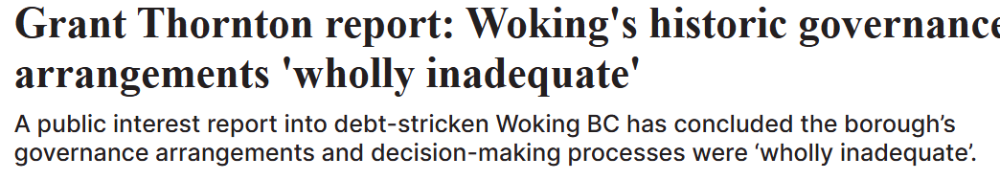 Grant Thornton report: Woking's historic governance
arrangements 'wholly inadequate'
A public interest report into debt-stricken Woking BC has concluded the borough’s
governance arrangements and decision-making processes were ‘wholly inadequate’.